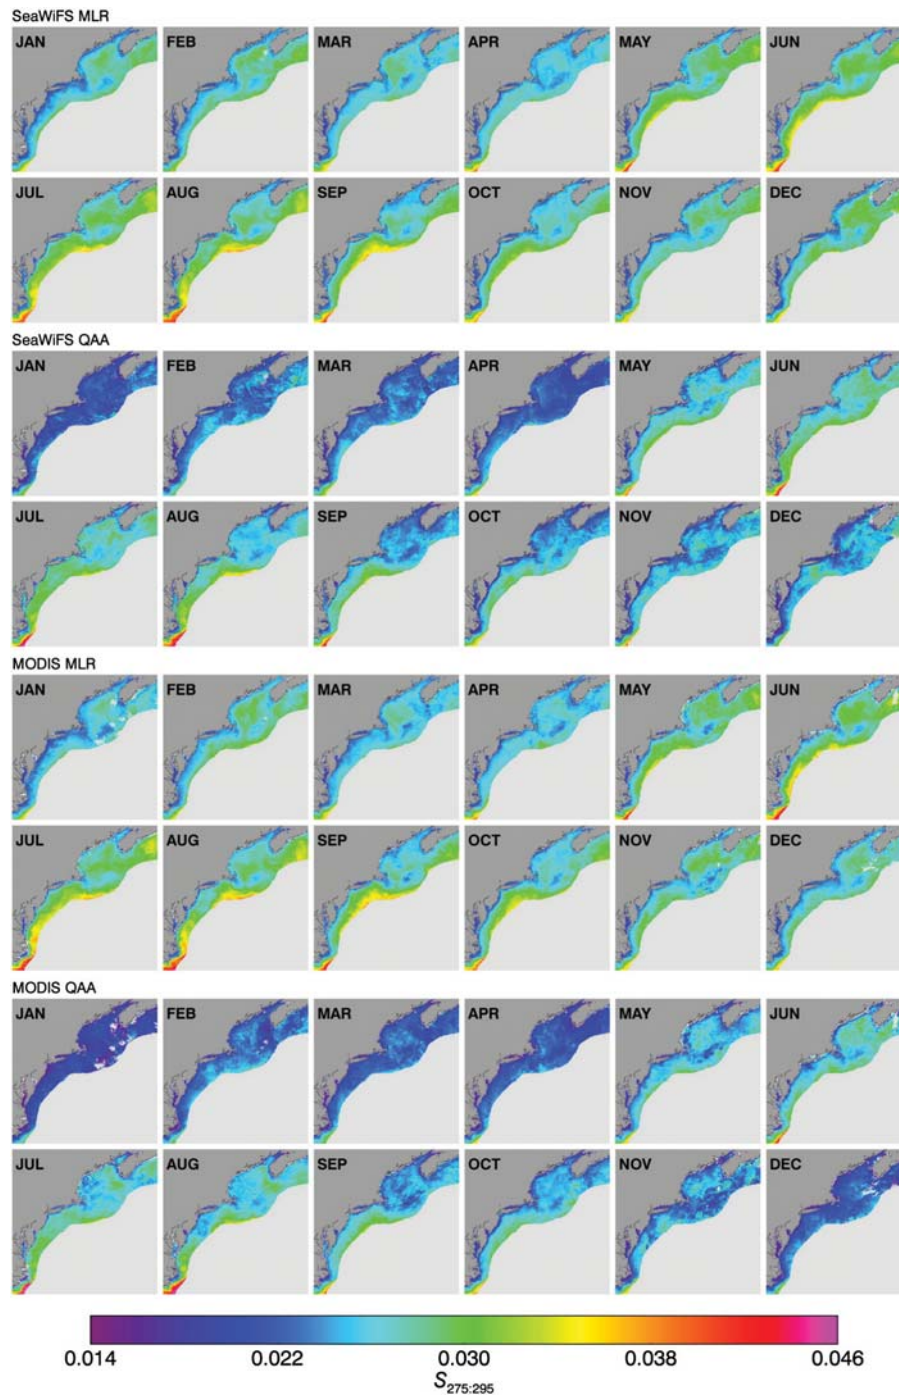 SeaWiFS MLR
JAN FEB MAR APR MAY JUN
JUL AUG SEP OCT NOV DEC
SeaWiFS QAA
JAN FEB MAR APR MAY JUN
JUL AUG SEP OCT NOV DEC
MODIS MLR
JAN FEB MAR APR MAY JUN
JUL AUG SEP OCT NOV DEC
MODIS QAA
JAN FEB MAR APR MAY JUN
JUL AUG SEP OCT NOV DEC
0.014 0.022 0.030 0.038 0.046
S275:295